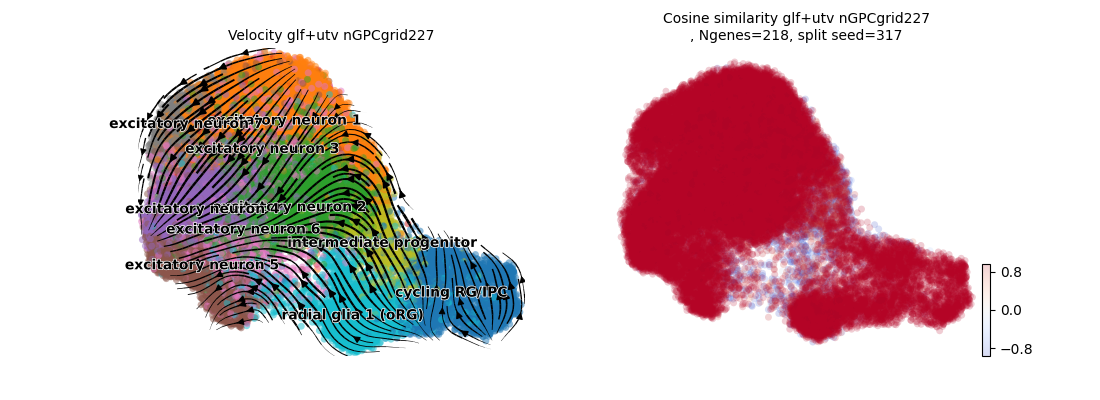 Velocity glf+utv nGPCgrid227
excitatory neuron 7
excitatory neuron 1
excitatory neuron 3
excitatory neuron 4
excitatory neuron 2
excitatory neuron 6
intermediate progenitor
excitatory neuron 5
cycling RG/IPC
radial glia 1 (oRG)
Cosine similarity glf+utv nGPCgrid227
, Ngenes=218, split seed=317
0.8
0.0
−0.8